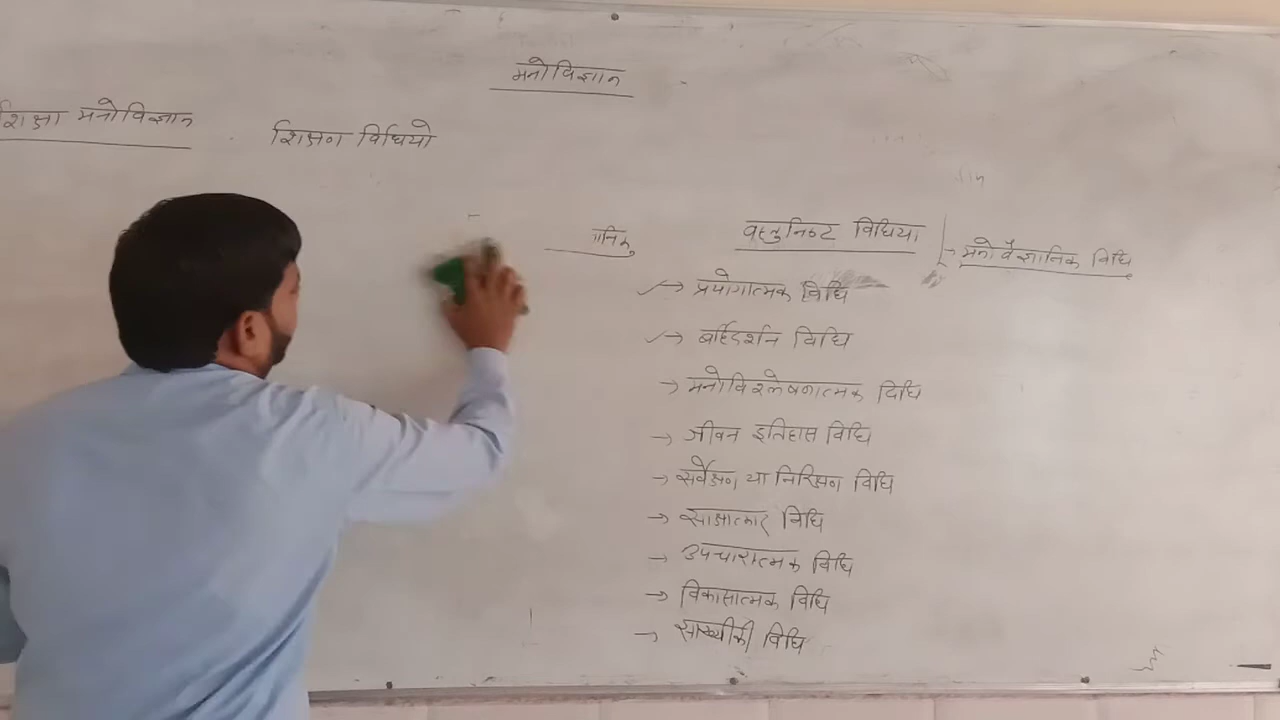 मनोविज्ञान
शिक्षा मनोविज्ञान
शिक्षण विधियो
वस्तुनिष्ट विधिया
मनोवैज्ञानिक विधि
→ प्रयोगात्मक विधि
→ बर्हिदर्शन विधि
→ मनोविश्लेषणात्मक विधि
→ जीवन इतिहास विधि
→ सर्वेक्षण या निरिक्षण विधि
→ साक्षात्कार विधि
→ उपचारात्मक विधि
→ विकासात्मक विधि
→ सांख्यीकी विधि